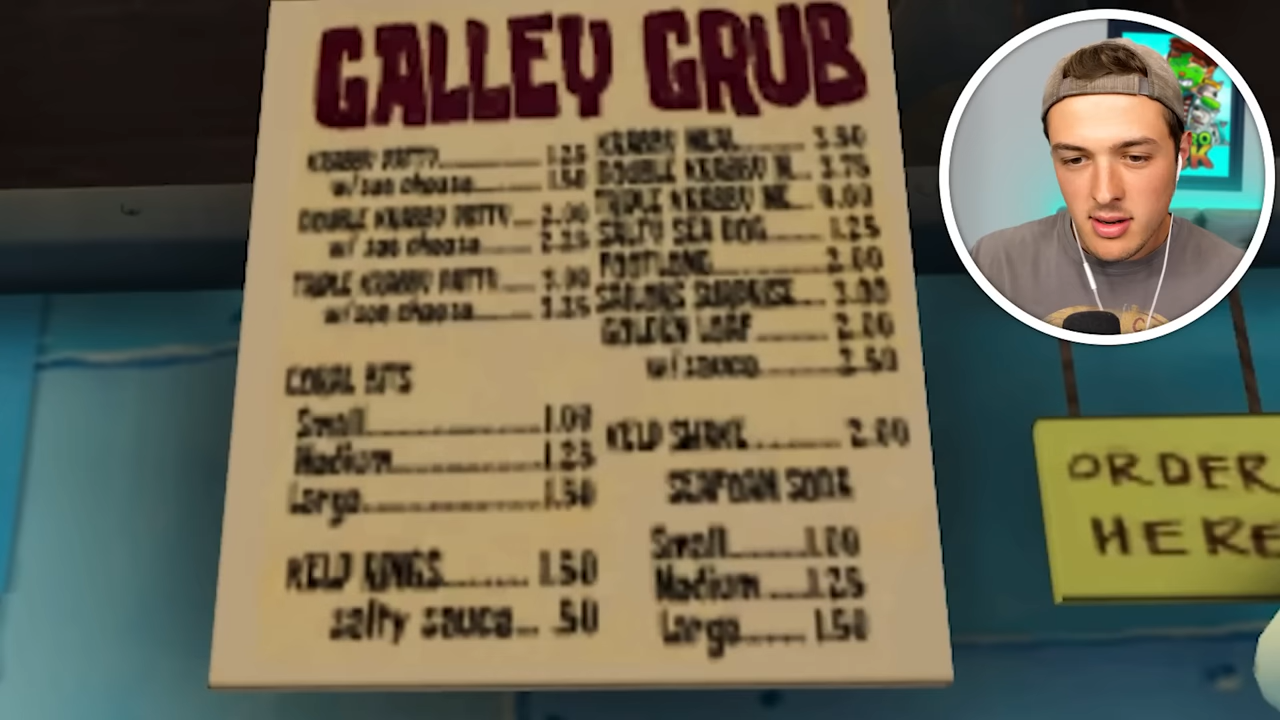 GALLEY GRUB
KRABBY PATTY 1.25
w/sea cheese 1.50
DOUBLE KRABBY PATTY 2.00
w/ sea cheese 2.25
TRIPLE KRABBY PATTY 3.00
w/sea cheese 3.25
CORAL BITS
Small 1.00
Medium 1.25
Large 1.50
KELP RINGS 1.50
salty sauce .50
KRABBY MEAL 3.50
DOUBLE KRABBY M.. 3.75
TRIPLE KRABBY ME.. 4.00
SALTY SEA DOG 1.25
FOOTLONG 2.00
SAILORS SURPRISE 3.00
GOLDEN LOAF 2.00
w/sauce 2.50
KELP SHAKE 2.00
SEAFOAM SODA
Small 1.00
Medium 1.25
Large 1.50
ORDER
HERE